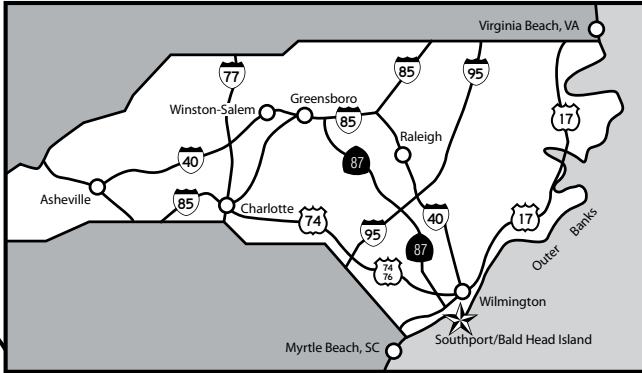 Virginia Beach, VA
77
85
95
Winston-Salem
Greensboro
85
17
Raleigh
40
87
Asheville
85
Charlotte
74
40
17
95
87
Outer Banks
74
76
Wilmington
Southport/Bald Head Island
Myrtle Beach, SC